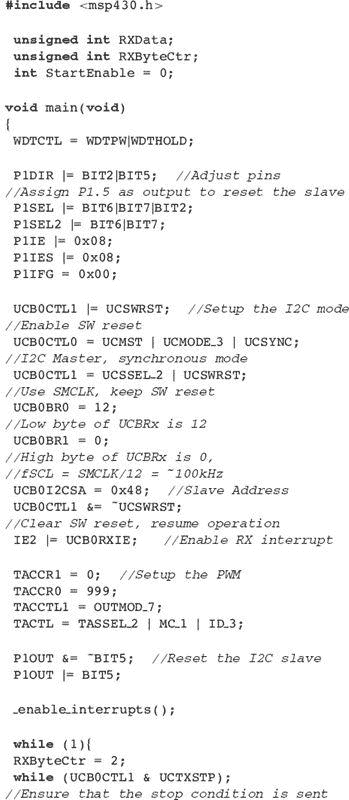 #include <msp430.h>
unsigned int RXData;
unsigned int RXByteCtr;
int StartEnable = 0;
void main(void)
{
WDTCTL = WDTPW|WDTHOLD;
P1DIR |= BIT2|BIT5; //Adjust pins
//Assign P1.5 as output to reset the slave
P1SEL |= BIT6|BIT7|BIT2;
P1SEL2 |= BIT6|BIT7;
P1IE |= 0x08;
P1IES |= 0x08;
P1IFG = 0x00;
UCB0CTL1 |= UCSWRST; //Setup the I2C mode
//Enable SW reset
UCB0CTL0 = UCMST | UCMODE_3 | UCSYNC;
//I2C Master, synchronous mode
UCB0CTL1 = UCSSEL_2 | UCSWRST;
//Use SMCLK, keep SW reset
UCB0BR0 = 12;
//Low byte of UCBRx is 12
UCB0BR1 = 0;
//High byte of UCBRx is 0,
//fSCL = SMCLK/12 = ~100kHz
UCB0I2CSA = 0x48; //Slave Address
UCB0CTL1 &= ~UCSWRST;
//Clear SW reset, resume operation
IE2 |= UCB0RXIE; //Enable RX interrupt
TACCR1 = 0; //Setup the PWM
TACCR0 = 999;
TACCTL1 = OUTMOD_7;
TACTL = TASSEL_2 | MC_1 | ID_3;
P1OUT &= ~BIT5; //Reset the I2C slave
P1OUT |= BIT5;
_enable_interrupts();
while (1){
RXByteCtr = 2;
while (UCB0CTL1 & UCTXSTP);
//Ensure that the stop condition is sent